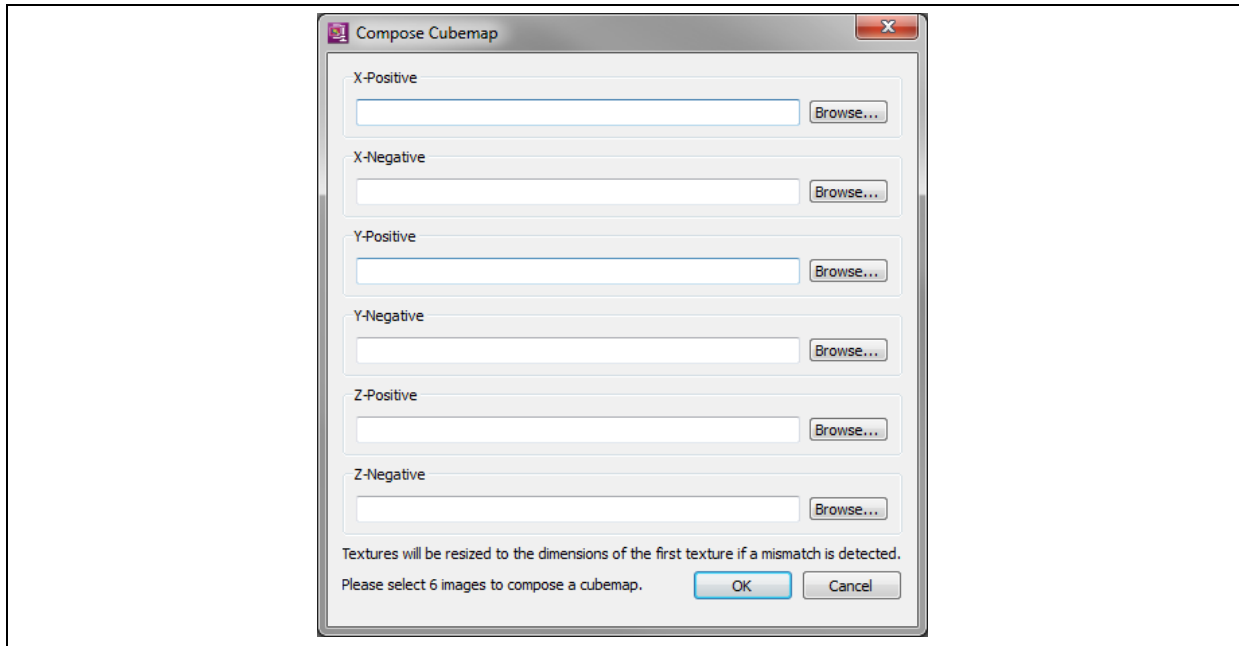 Compose Cubemap
X-Positive
Browse...
X-Negative
Browse...
Y-Positive
Browse...
Y-Negative
Browse...
Z-Positive
Browse...
Z-Negative
Browse...
Textures will be resized to the dimensions of the first texture if a mismatch is detected.
Please select 6 images to compose a cubemap. OK Cancel